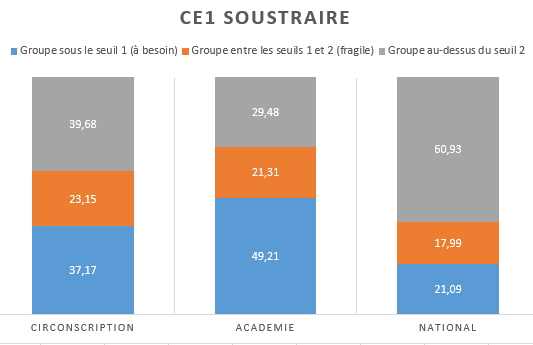 CE1 SOUSTRAIRE
Groupe sous le seuil 1 (à besoin) Groupe entre les seuils 1 et 2 (fragile) Groupe au-dessus du seuil 2
39,68 29,48 60,93
23,15 21,31 17,99
37,17 49,21 21,09
CIRCONSCRIPTION ACADEMIE NATIONAL